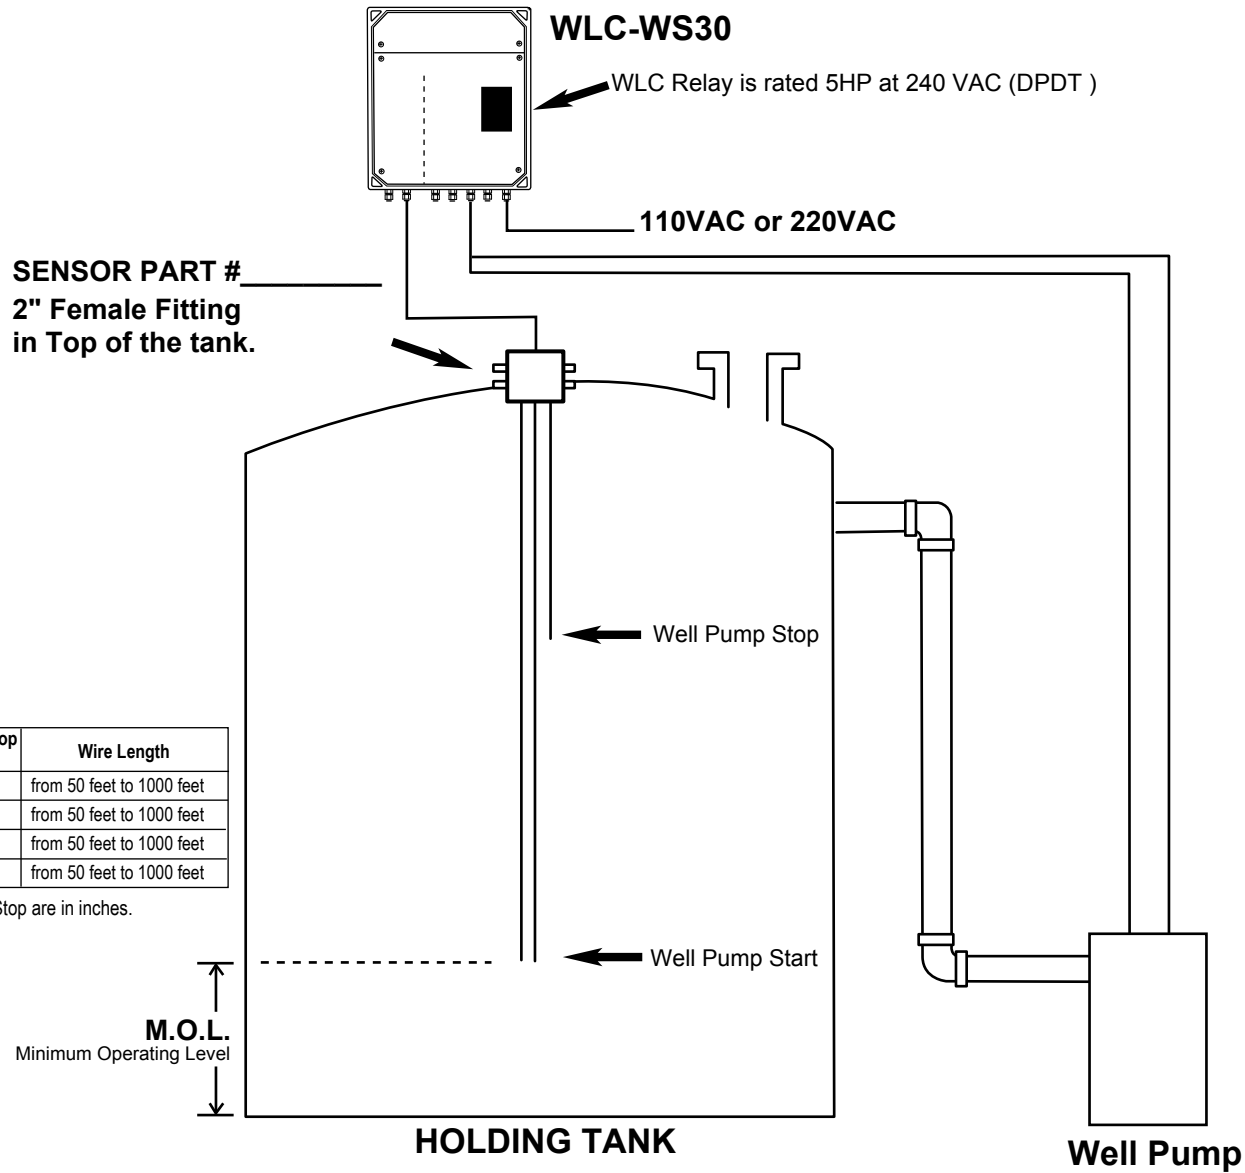 WLC-WS30
WLC Relay is rated 5HP at 240 VAC (DPDT )
110VAC or 220VAC
SENSOR PART #
2" Female Fitting
in Top of the tank.
Well Pump Stop
op
Wire Length
from 50 feet to 1000 feet
from 50 feet to 1000 feet
from 50 feet to 1000 feet
from 50 feet to 1000 feet
Stop are in inches.
Well Pump Start
M.O.L.
Minimum Operating Level
HOLDING TANK
Well Pump